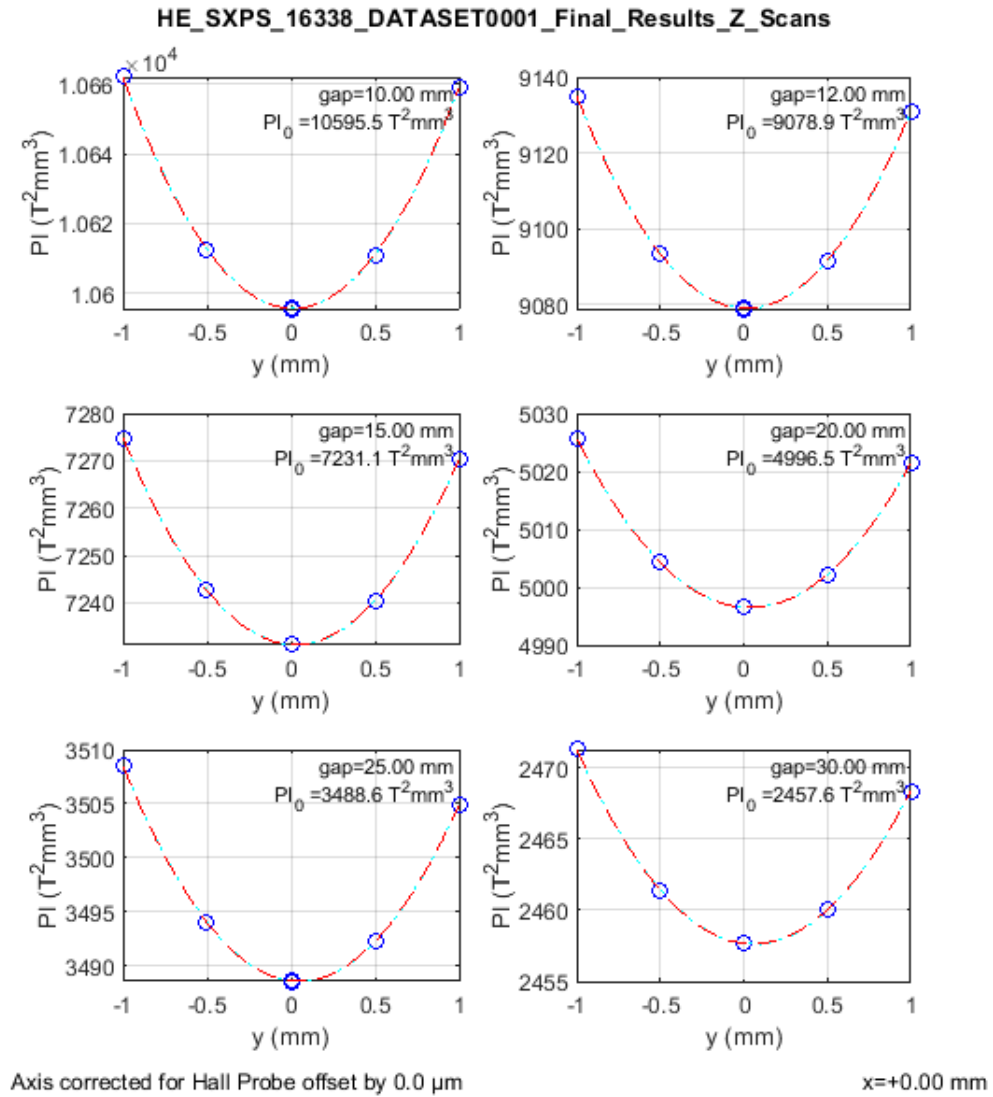 HE_SXPS_16338_DATASET0001_Final_Results_Z_Scans
×10⁴
gap=10.00 mm
PI₀ =10595.5 T²mm³
PI (T²mm³)
1.066
1.064
1.062
1.06
-1 -0.5 0 0.5 1
y (mm)
gap=12.00 mm
PI₀ =9078.9 T²mm³
PI (T²mm³)
9140
9120
9100
9080
-1 -0.5 0 0.5 1
y (mm)
gap=15.00 mm
PI₀ =7231.1 T²mm³
PI (T²mm³)
7280
7270
7260
7250
7240
-1 -0.5 0 0.5 1
y (mm)
gap=20.00 mm
PI₀ =4996.5 T²mm³
PI (T²mm³)
5030
5020
5010
5000
4990
-1 -0.5 0 0.5 1
y (mm)
gap=25.00 mm
PI₀ =3488.6 T²mm³
PI (T²mm³)
3510
3505
3500
3495
3490
-1 -0.5 0 0.5 1
y (mm)
gap=30.00 mm
PI₀ =2457.6 T²mm³
PI (T²mm³)
2470
2465
2460
2455
-1 -0.5 0 0.5 1
y (mm)
Axis corrected for Hall Probe offset by 0.0 μm
x=+0.00 mm